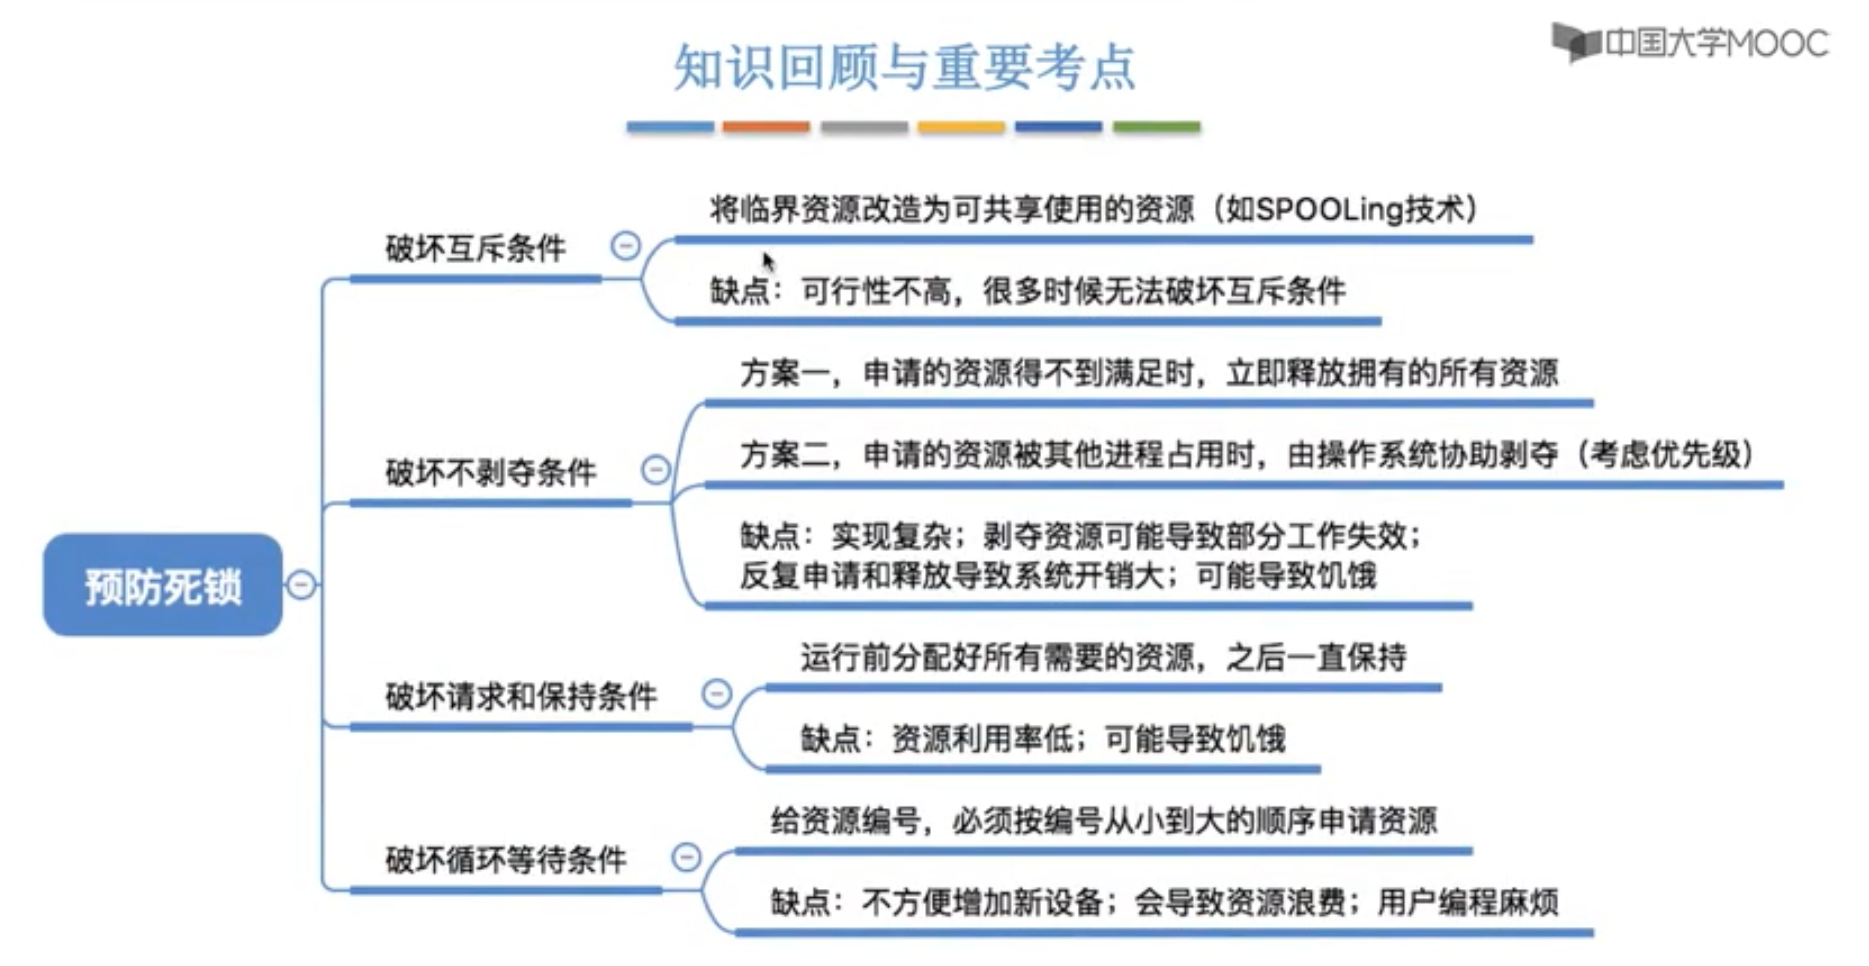 知识回顾与重要考点
中国大学MOOC
预防死锁
破坏互斥条件
将临界资源改造为可共享使用的资源（如SPOOLing技术）
缺点：可行性不高，很多时候无法破坏互斥条件
破坏不剥夺条件
方案一，申请的资源得不到满足时，立即释放拥有的所有资源
方案二，申请的资源被其他进程占用时，由操作系统协助剥夺（考虑优先级）
缺点：实现复杂；剥夺资源可能导致部分工作失效；
反复申请和释放导致系统开销大；可能导致饥饿
破坏请求和保持条件
运行前分配好所有需要的资源，之后一直保持
缺点：资源利用率低；可能导致饥饿
破坏循环等待条件
给资源编号，必须按编号从小到大的顺序申请资源
缺点：不方便增加新设备；会导致资源浪费；用户编程麻烦